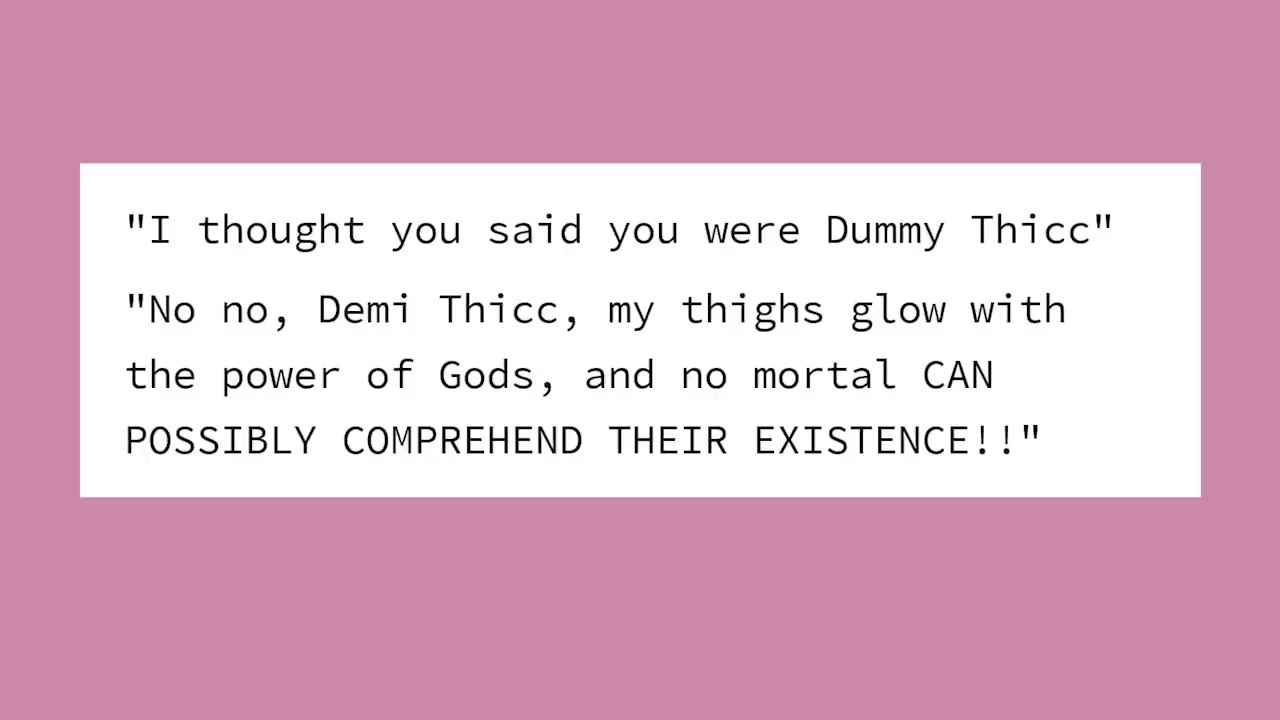 "I thought you said you were Dummy Thicc"
"No no, Demi Thicc, my thighs glow with
the power of Gods, and no mortal CAN
POSSIBLY COMPREHEND THEIR EXISTENCE!!"